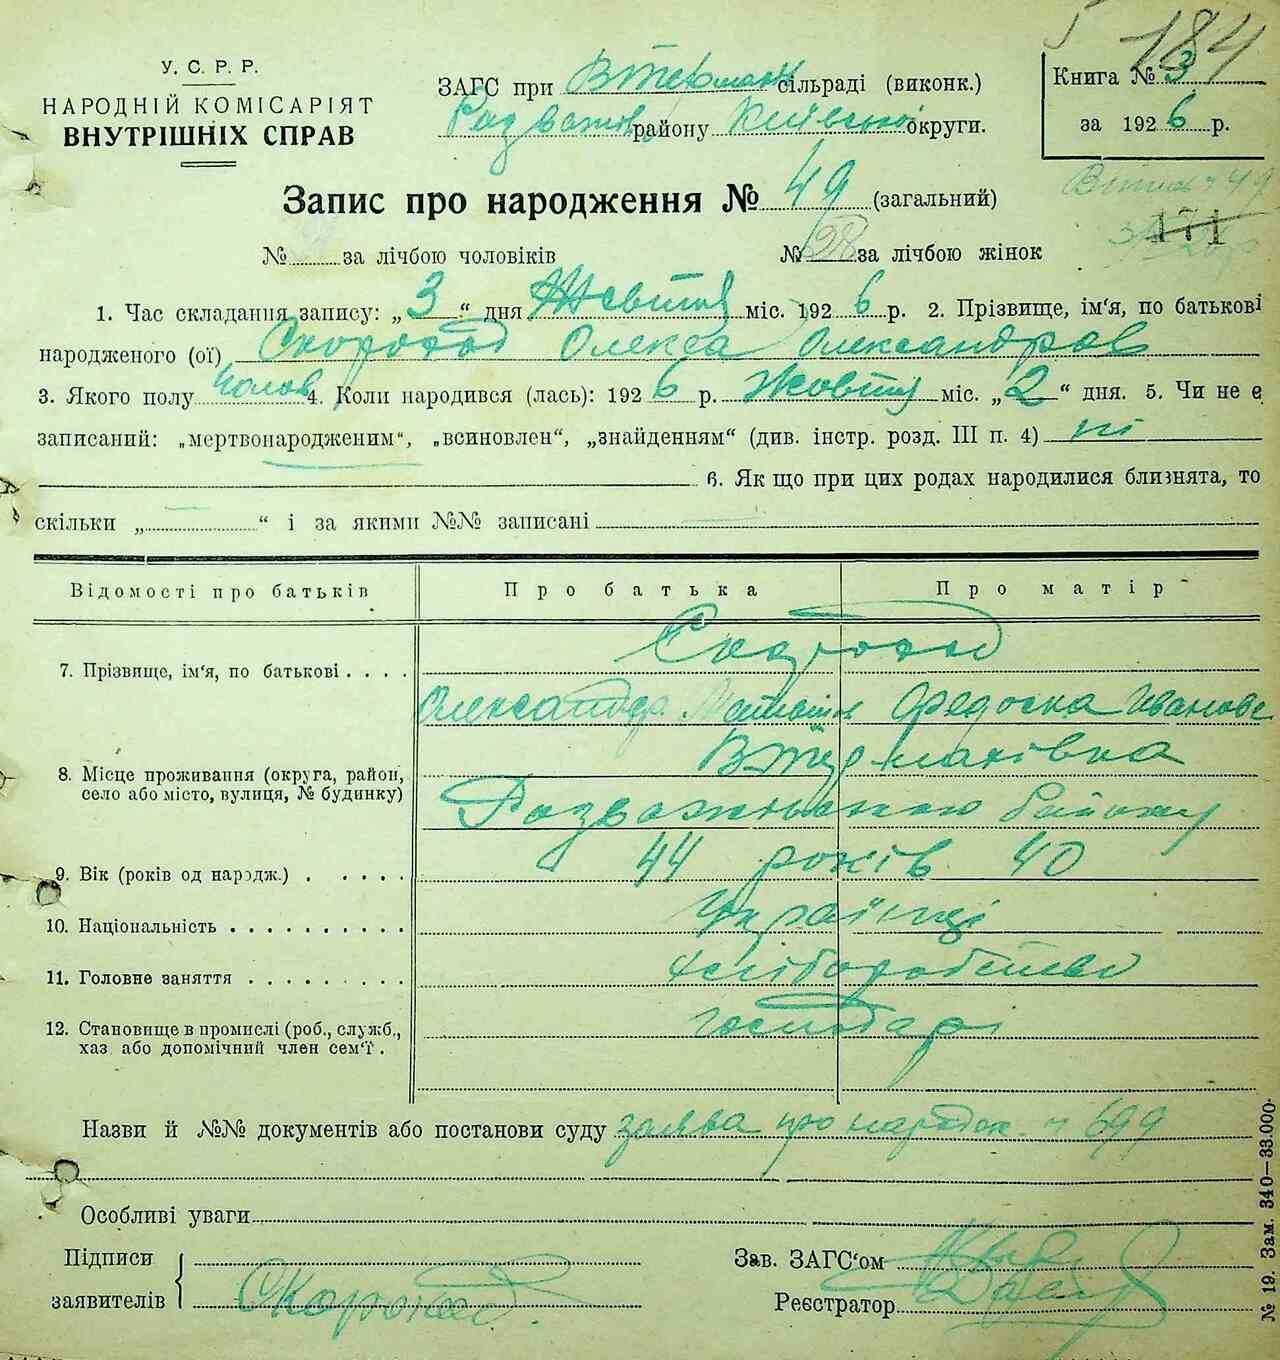 184
У. С. Р. Р.
НАРОДНІЙ КОМІСАРІЯТ
ВНУТРІШНІХ СПРАВ
ЗАГС при Втерман сільраді (виконк.)
Розважів району Київської округи.
Книга № 3
за 1926 р.
Запис про народження № 49 (загальний)
171
№ за лічбою чоловіків
№ 28 за лічбою жінок
1. Час складання запису: „3“ дня Жовтня міс. 1926 р. 2. Прізвище, ім'я, по батькові
народженого (ої) Скороход Олекса Олександров
3. Якого полу чолов 4. Коли народився (лась): 1926 р. Жовтня міс. „2“ дня. 5. Чи не є
записаний: „мертвонародженим“, „всиновлен“, „знайденням“ (див. інстр. розд. III п. 4) ні
6. Як що при цих родах народилися близнята, то
скільки „ “ і за якими №№ записані
Відомості про батьків Про батька Про матір
7. Прізвище, ім'я, по батькові . . . . Скороход
Олександра Федоска Іванове
8. Місце проживання (округа, район, село або місто, вулиця, № будинку) Втермахівка
Розважнського Району
9. Вік (років од народж.) . . . . . 44 років 40
10. Національність . . . . . . . . . . Українці
11. Головне заняття . . . . . . . . . Хліборобство
12. Становище в промислі (роб., служб., хаз або допомічний член сем'ї . господарі
Назви й №№ документів або постанови суду заява про народж. ч 699
Особливі уваги
Підписи
заявителів Скороход.
Зав. ЗАГС'ом
Реєстратор
№ 19. Зам. 340—33.000.